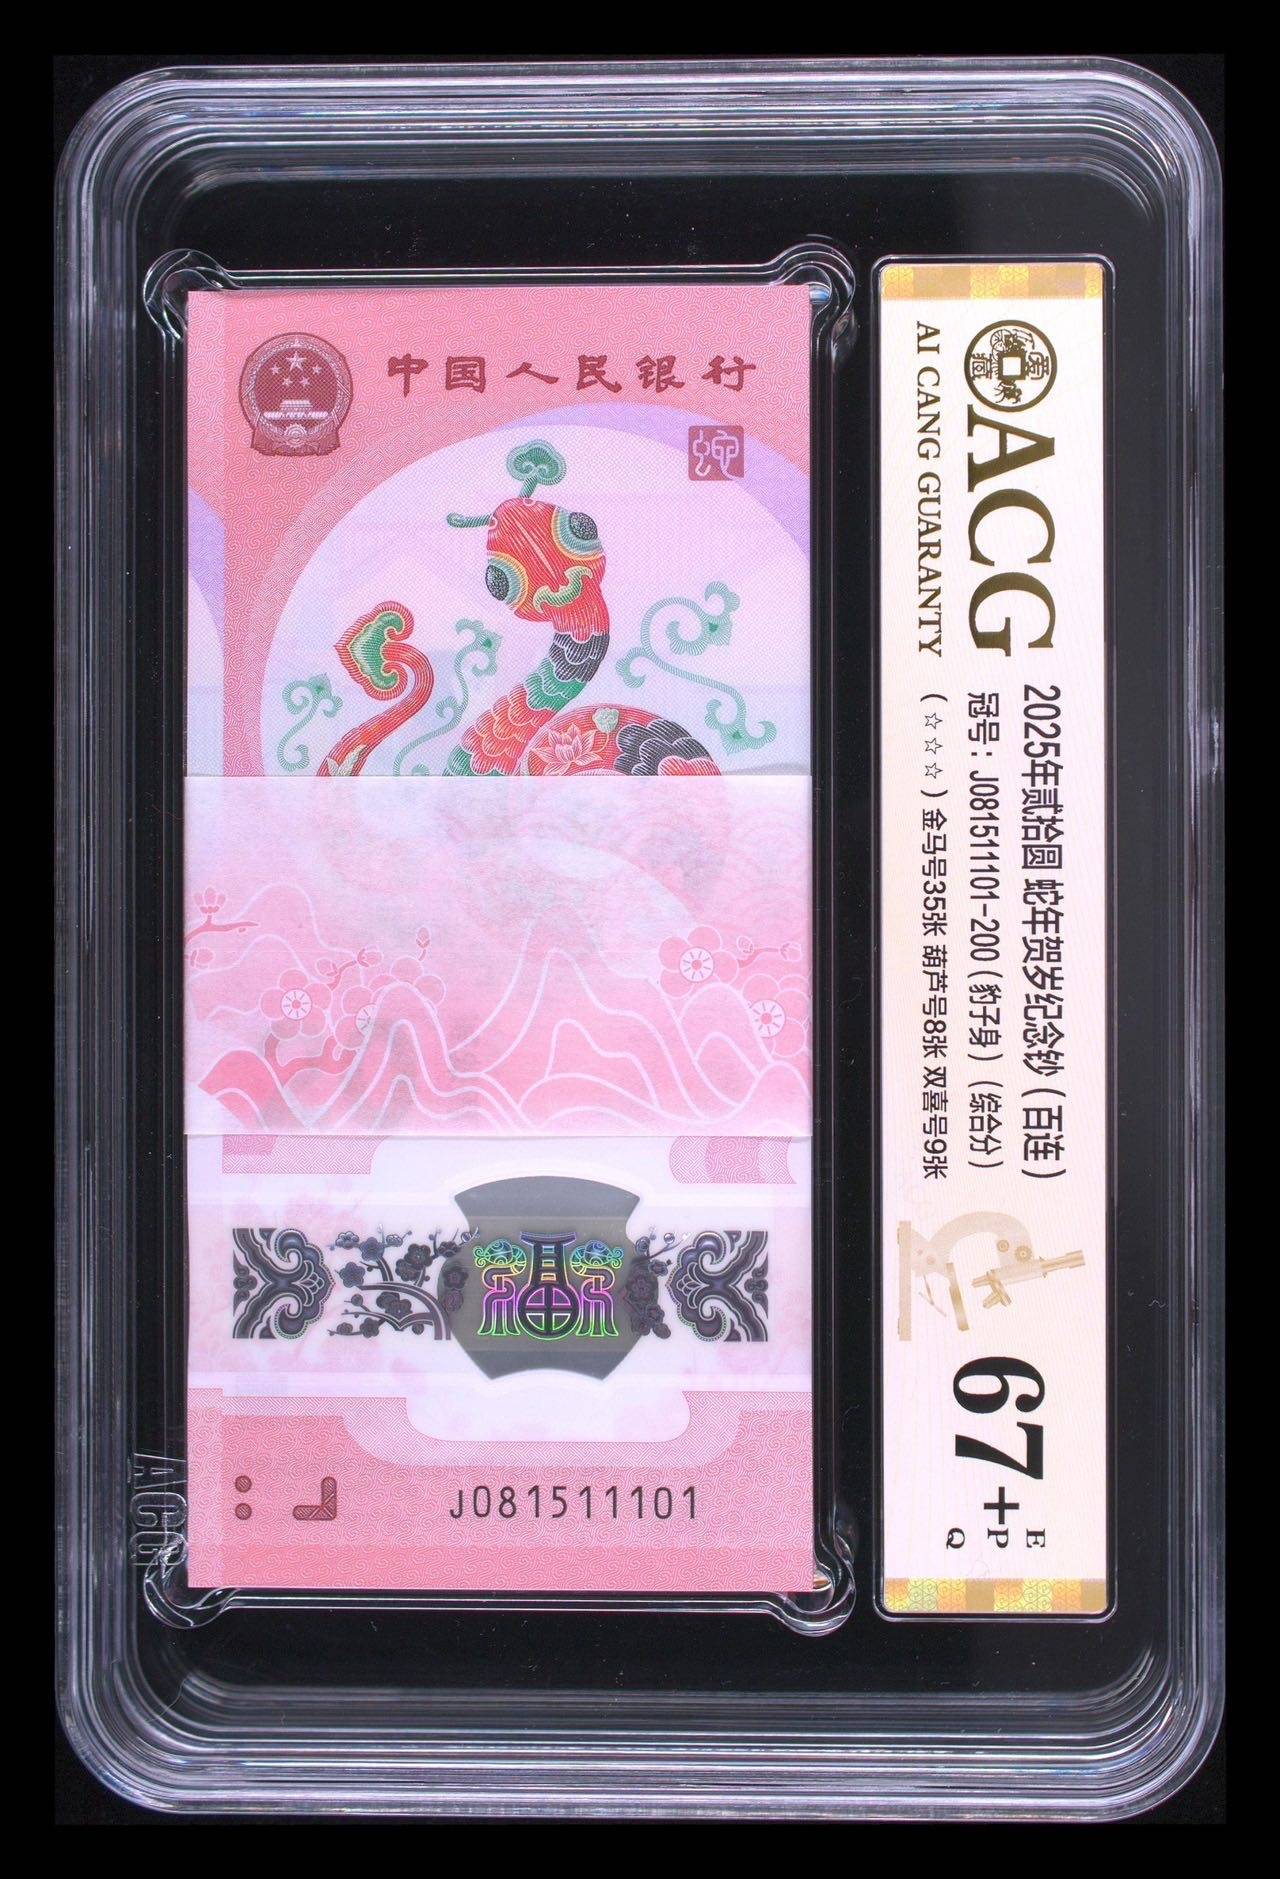 中国人民银行
蛇
福
J081511101
ACG
ACG
AI CANG GUARANTY
2025年贰拾圆 蛇年贺岁纪念钞（百连）
冠号：J081511101-200（豹子身）（综合分）
（☆☆☆）金马号35张 葫芦号8张 双喜号9张
67+
E
P
Q